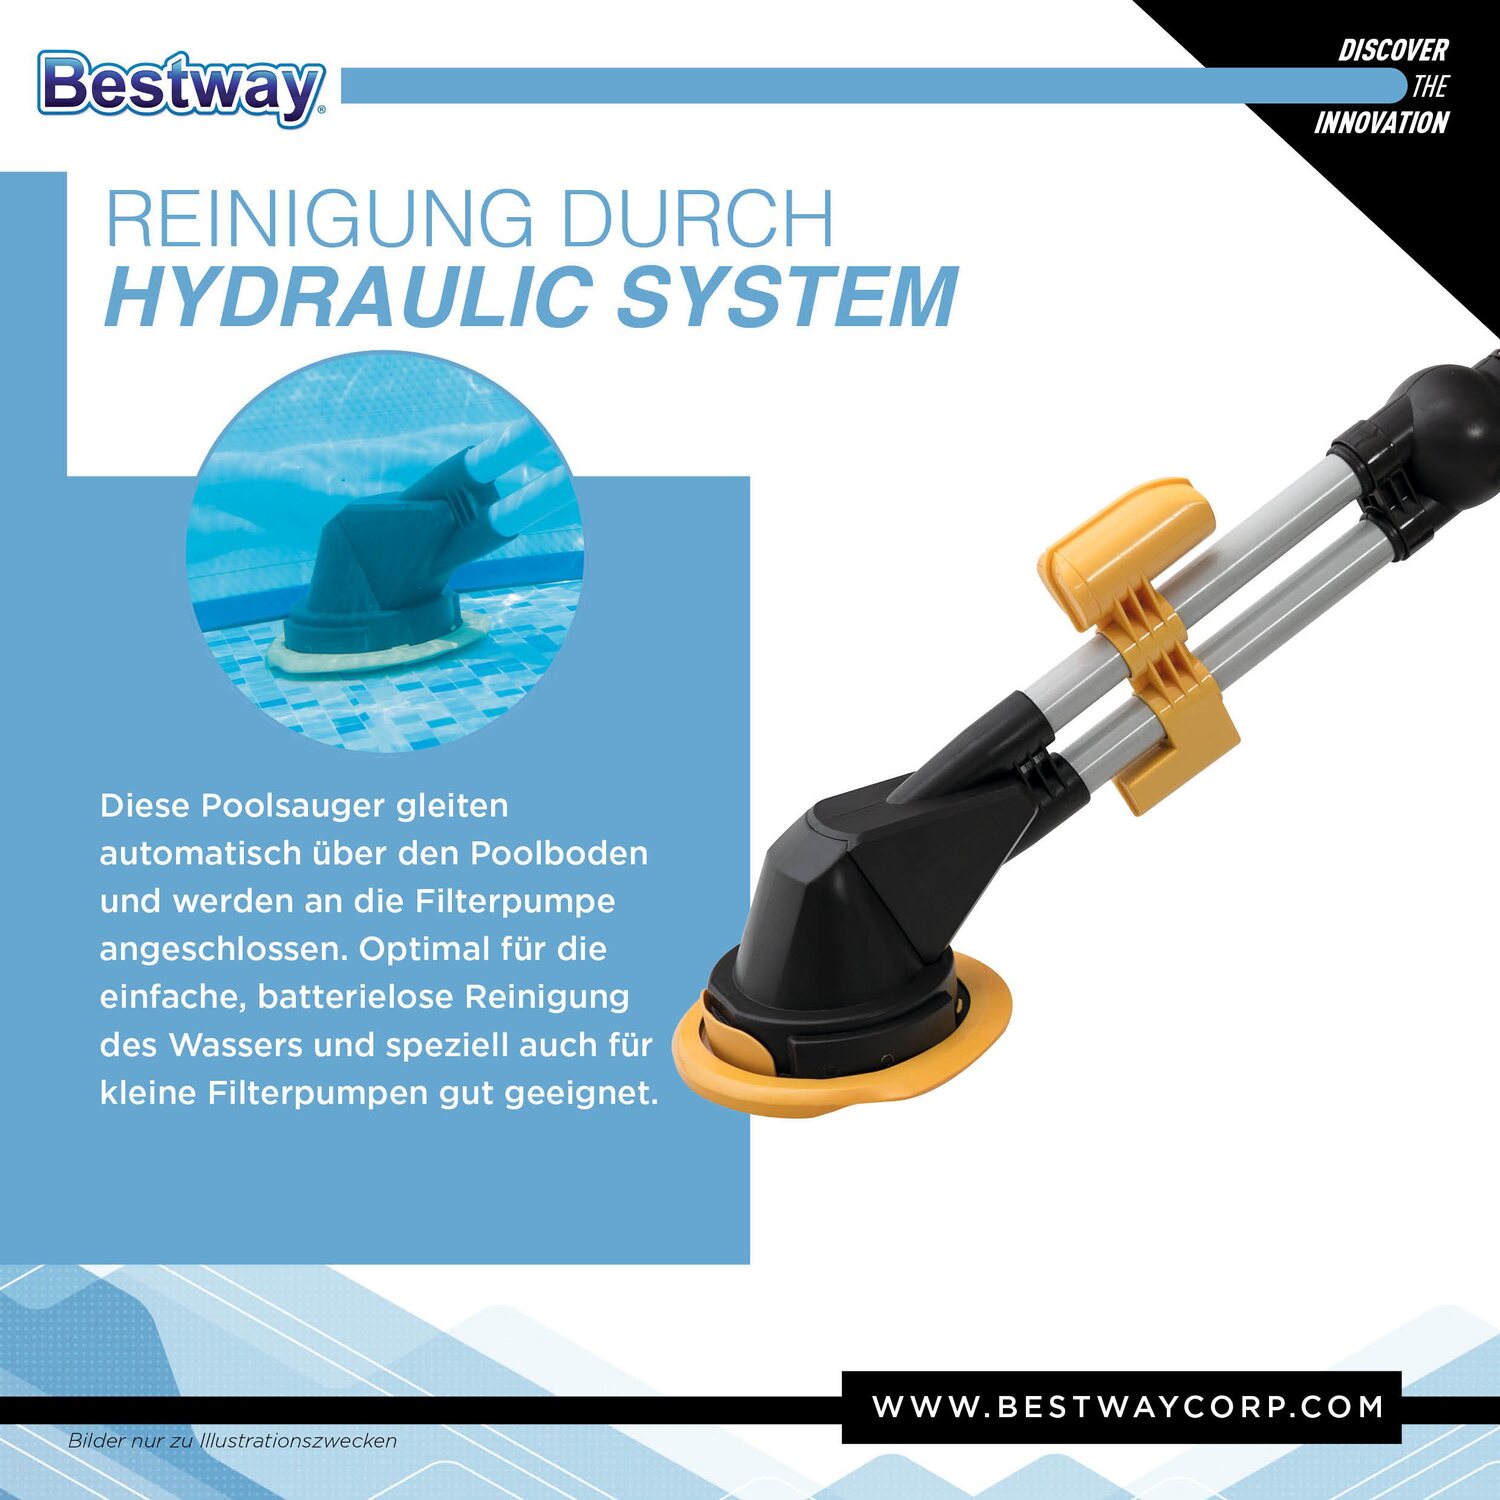 Bestway®
DISCOVER
THE
INNOVATION
REINIGUNG DURCH
HYDRAULIC SYSTEM
Diese Poolsauger gleiten
automatisch über den Poolboden
und werden an die Filterpumpe
angeschlossen. Optimal für die
einfache, batterielose Reinigung
des Wassers und speziell auch für
kleine Filterpumpen gut geeignet.
WWW.BESTWAYCORP.COM
Bilder nur zu Illustrationszwecken